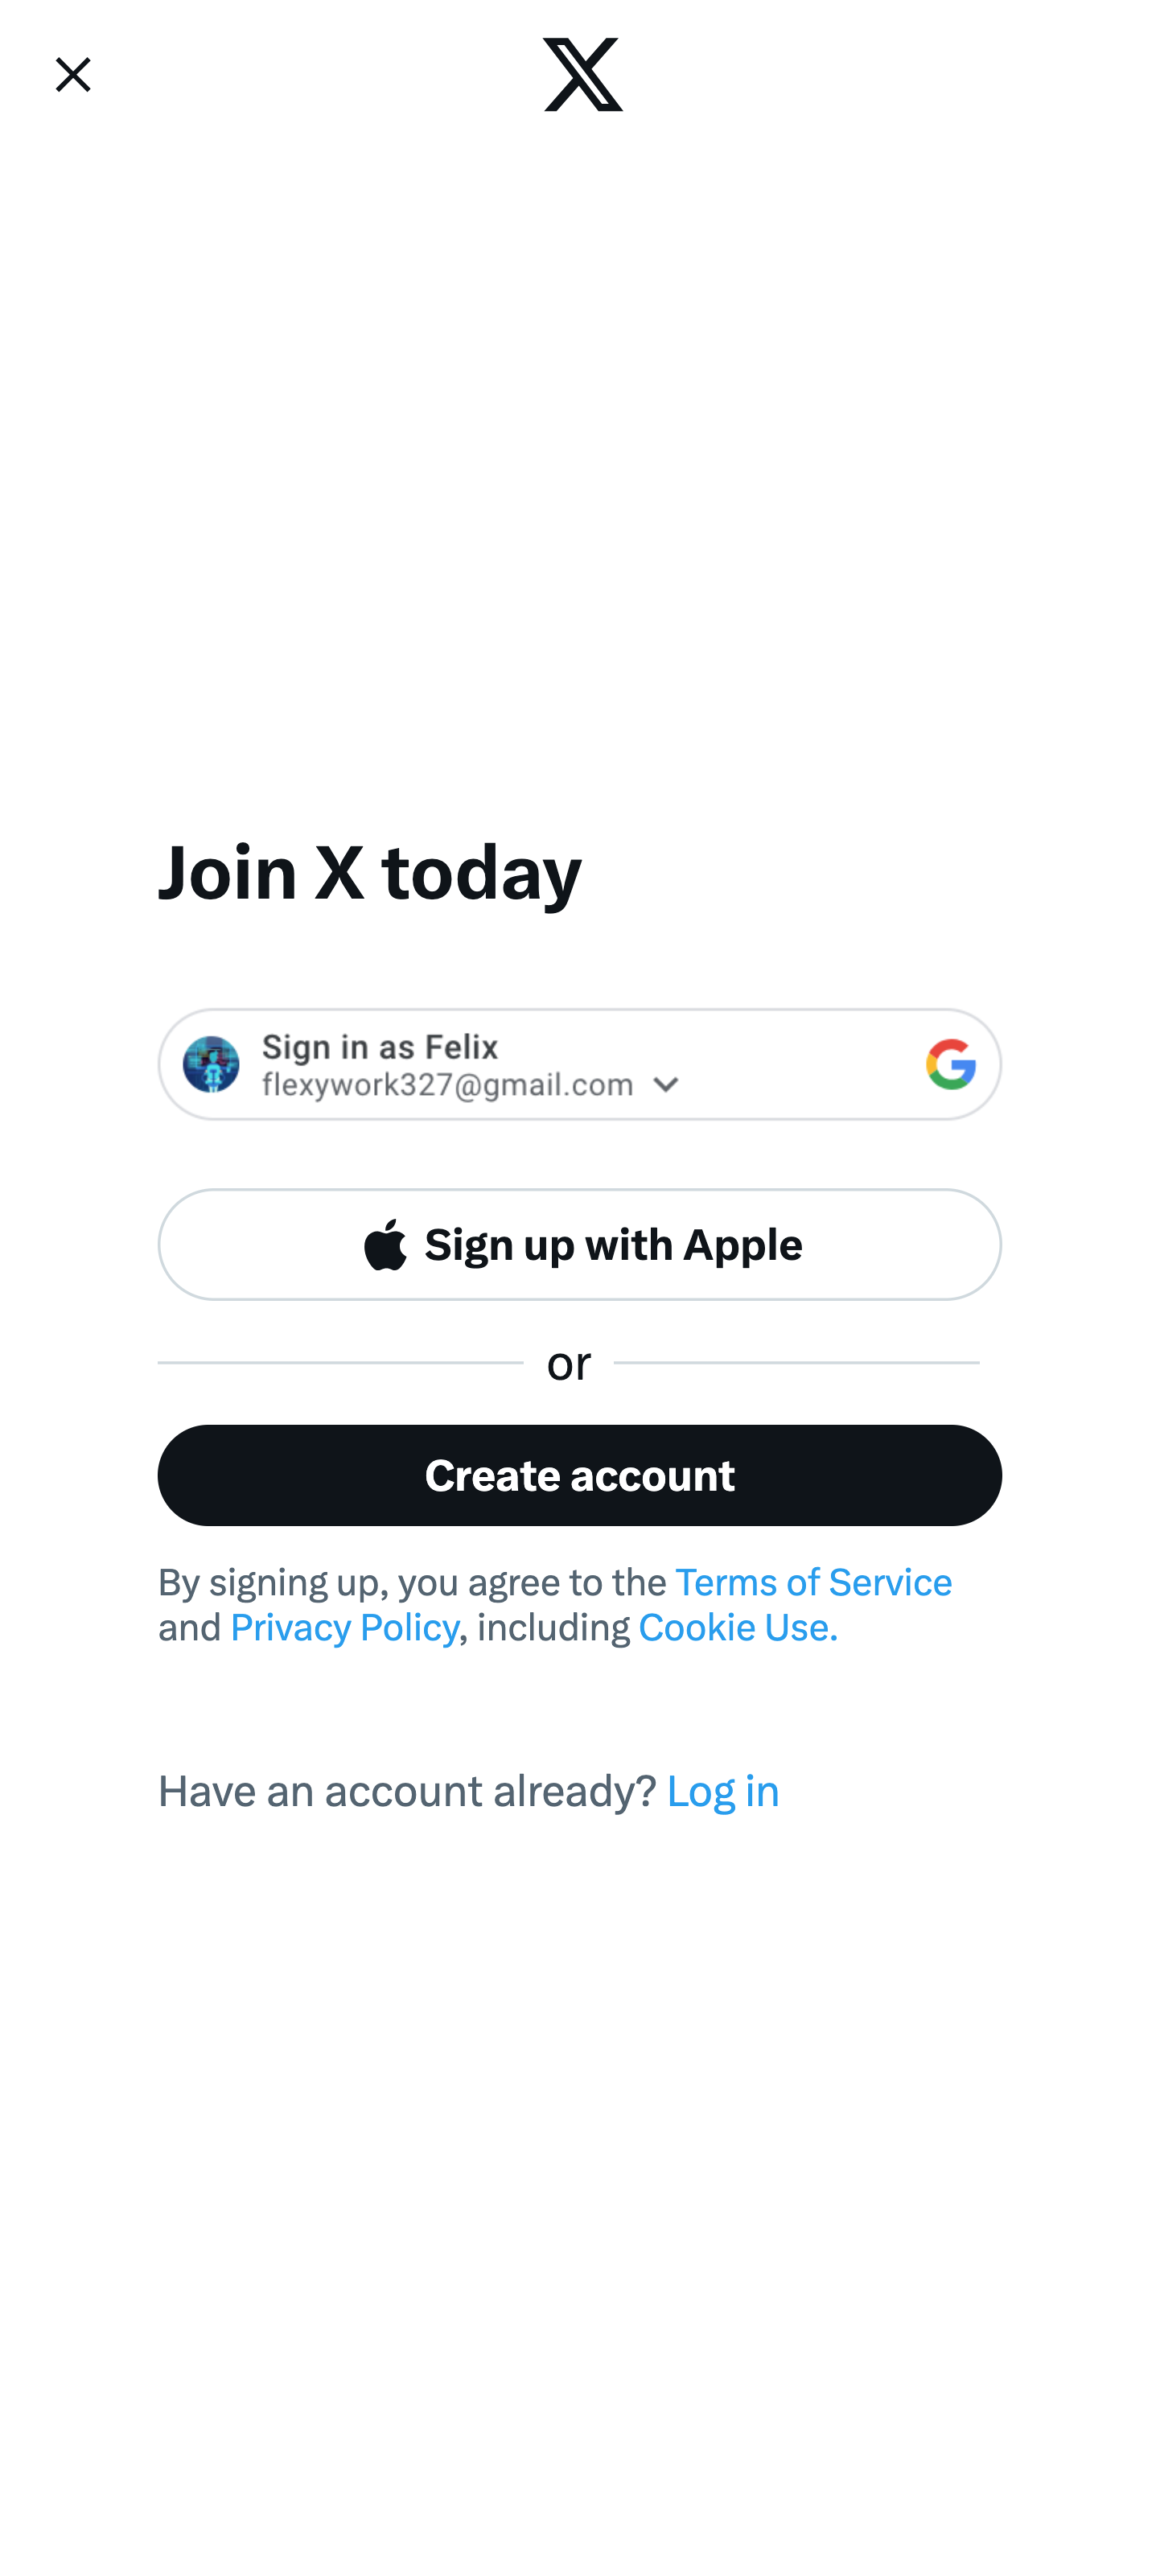 Join X today
Sign in as Felix
flexywork327@gmail.com
Sign up with Apple
or
Create account
By signing up, you agree to the Terms of Service
and Privacy Policy, including Cookie Use.
Have an account already? Log in